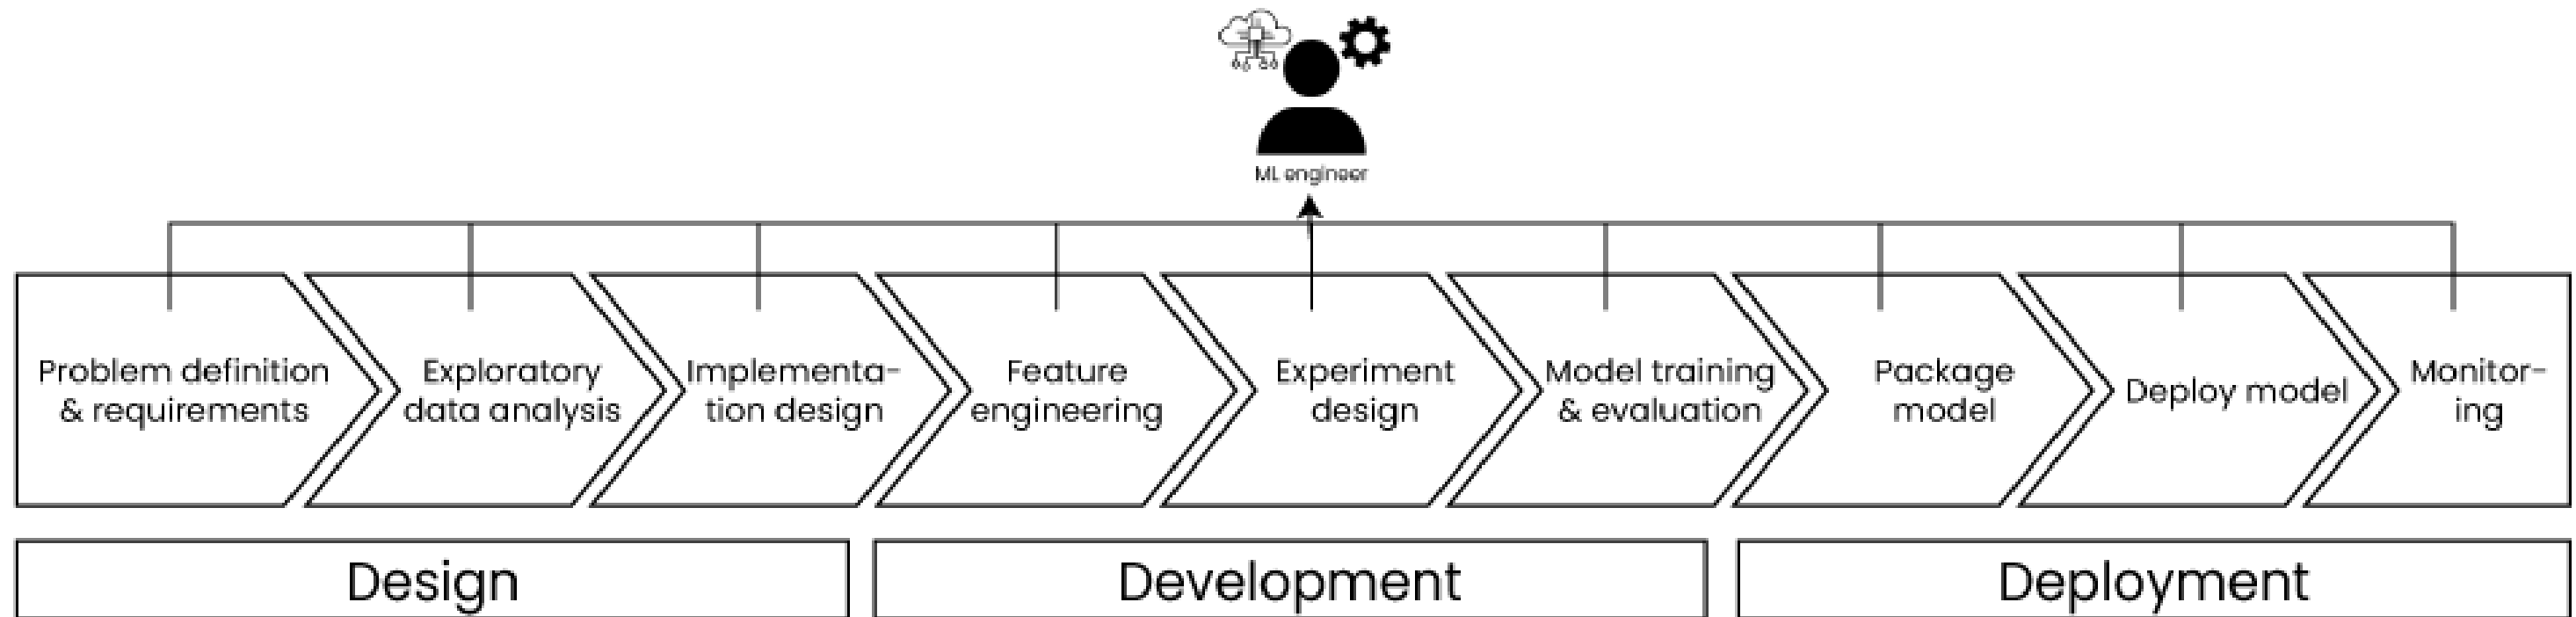 ML engineer
Problem definition
& requirements
Exploratory
data analysis
Implementa-
tion design
Feature
engineering
Experiment
design
Model training
& evaluation
Package
model
Deploy model
Monitor-
ing
Design
Development
Deployment